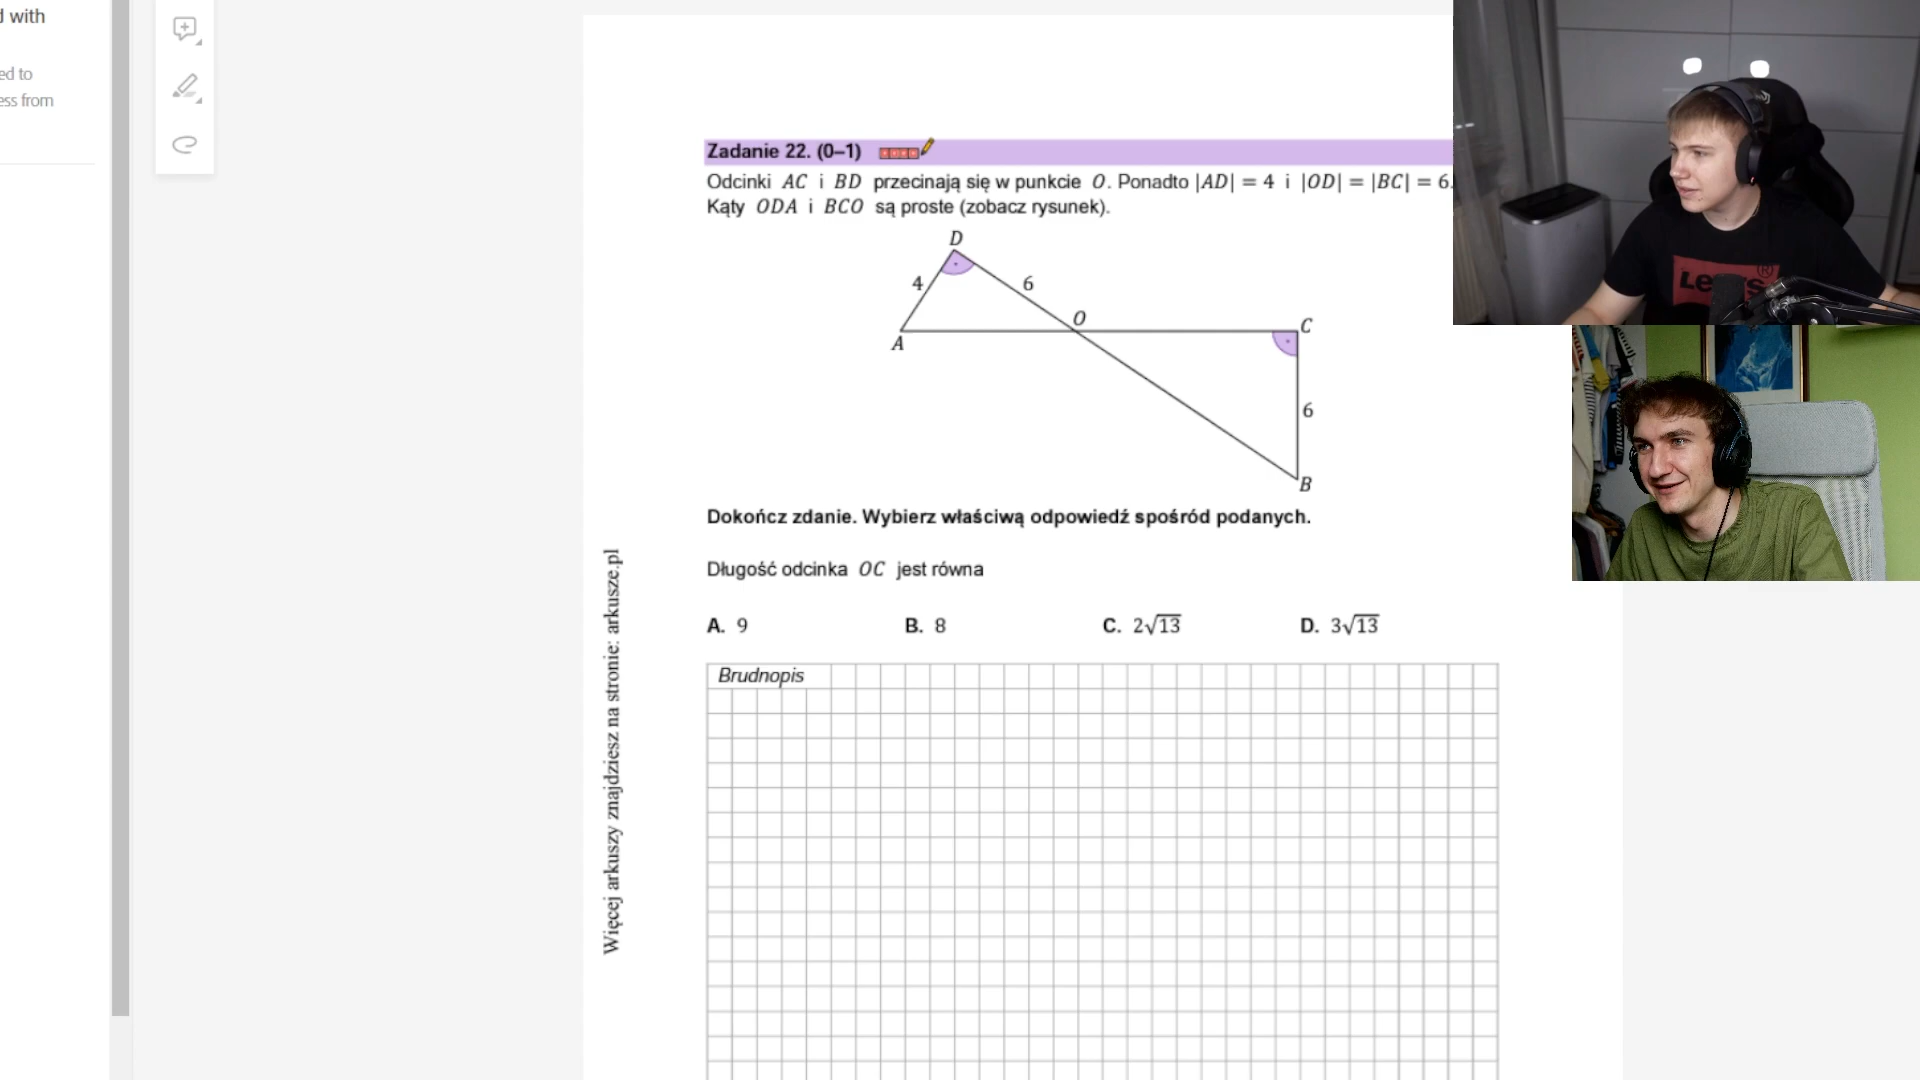 d with
ed to
ess from
Zadanie 22. (0–1)
Odcinki AC i BD przecinają się w punkcie O. Ponadto |AD| = 4 i |OD| = |BC| = 6.
Kąty ODA i BCO są proste (zobacz rysunek).
D
4
6
O
C
A
6
B
Dokończ zdanie. Wybierz właściwą odpowiedź spośród podanych.
Długość odcinka OC jest równa
A. 9
B. 8
C. 2√13
D. 3√13
Brudnopis
Więcej arkuszy znajdziesz na stronie: arkusze.pl